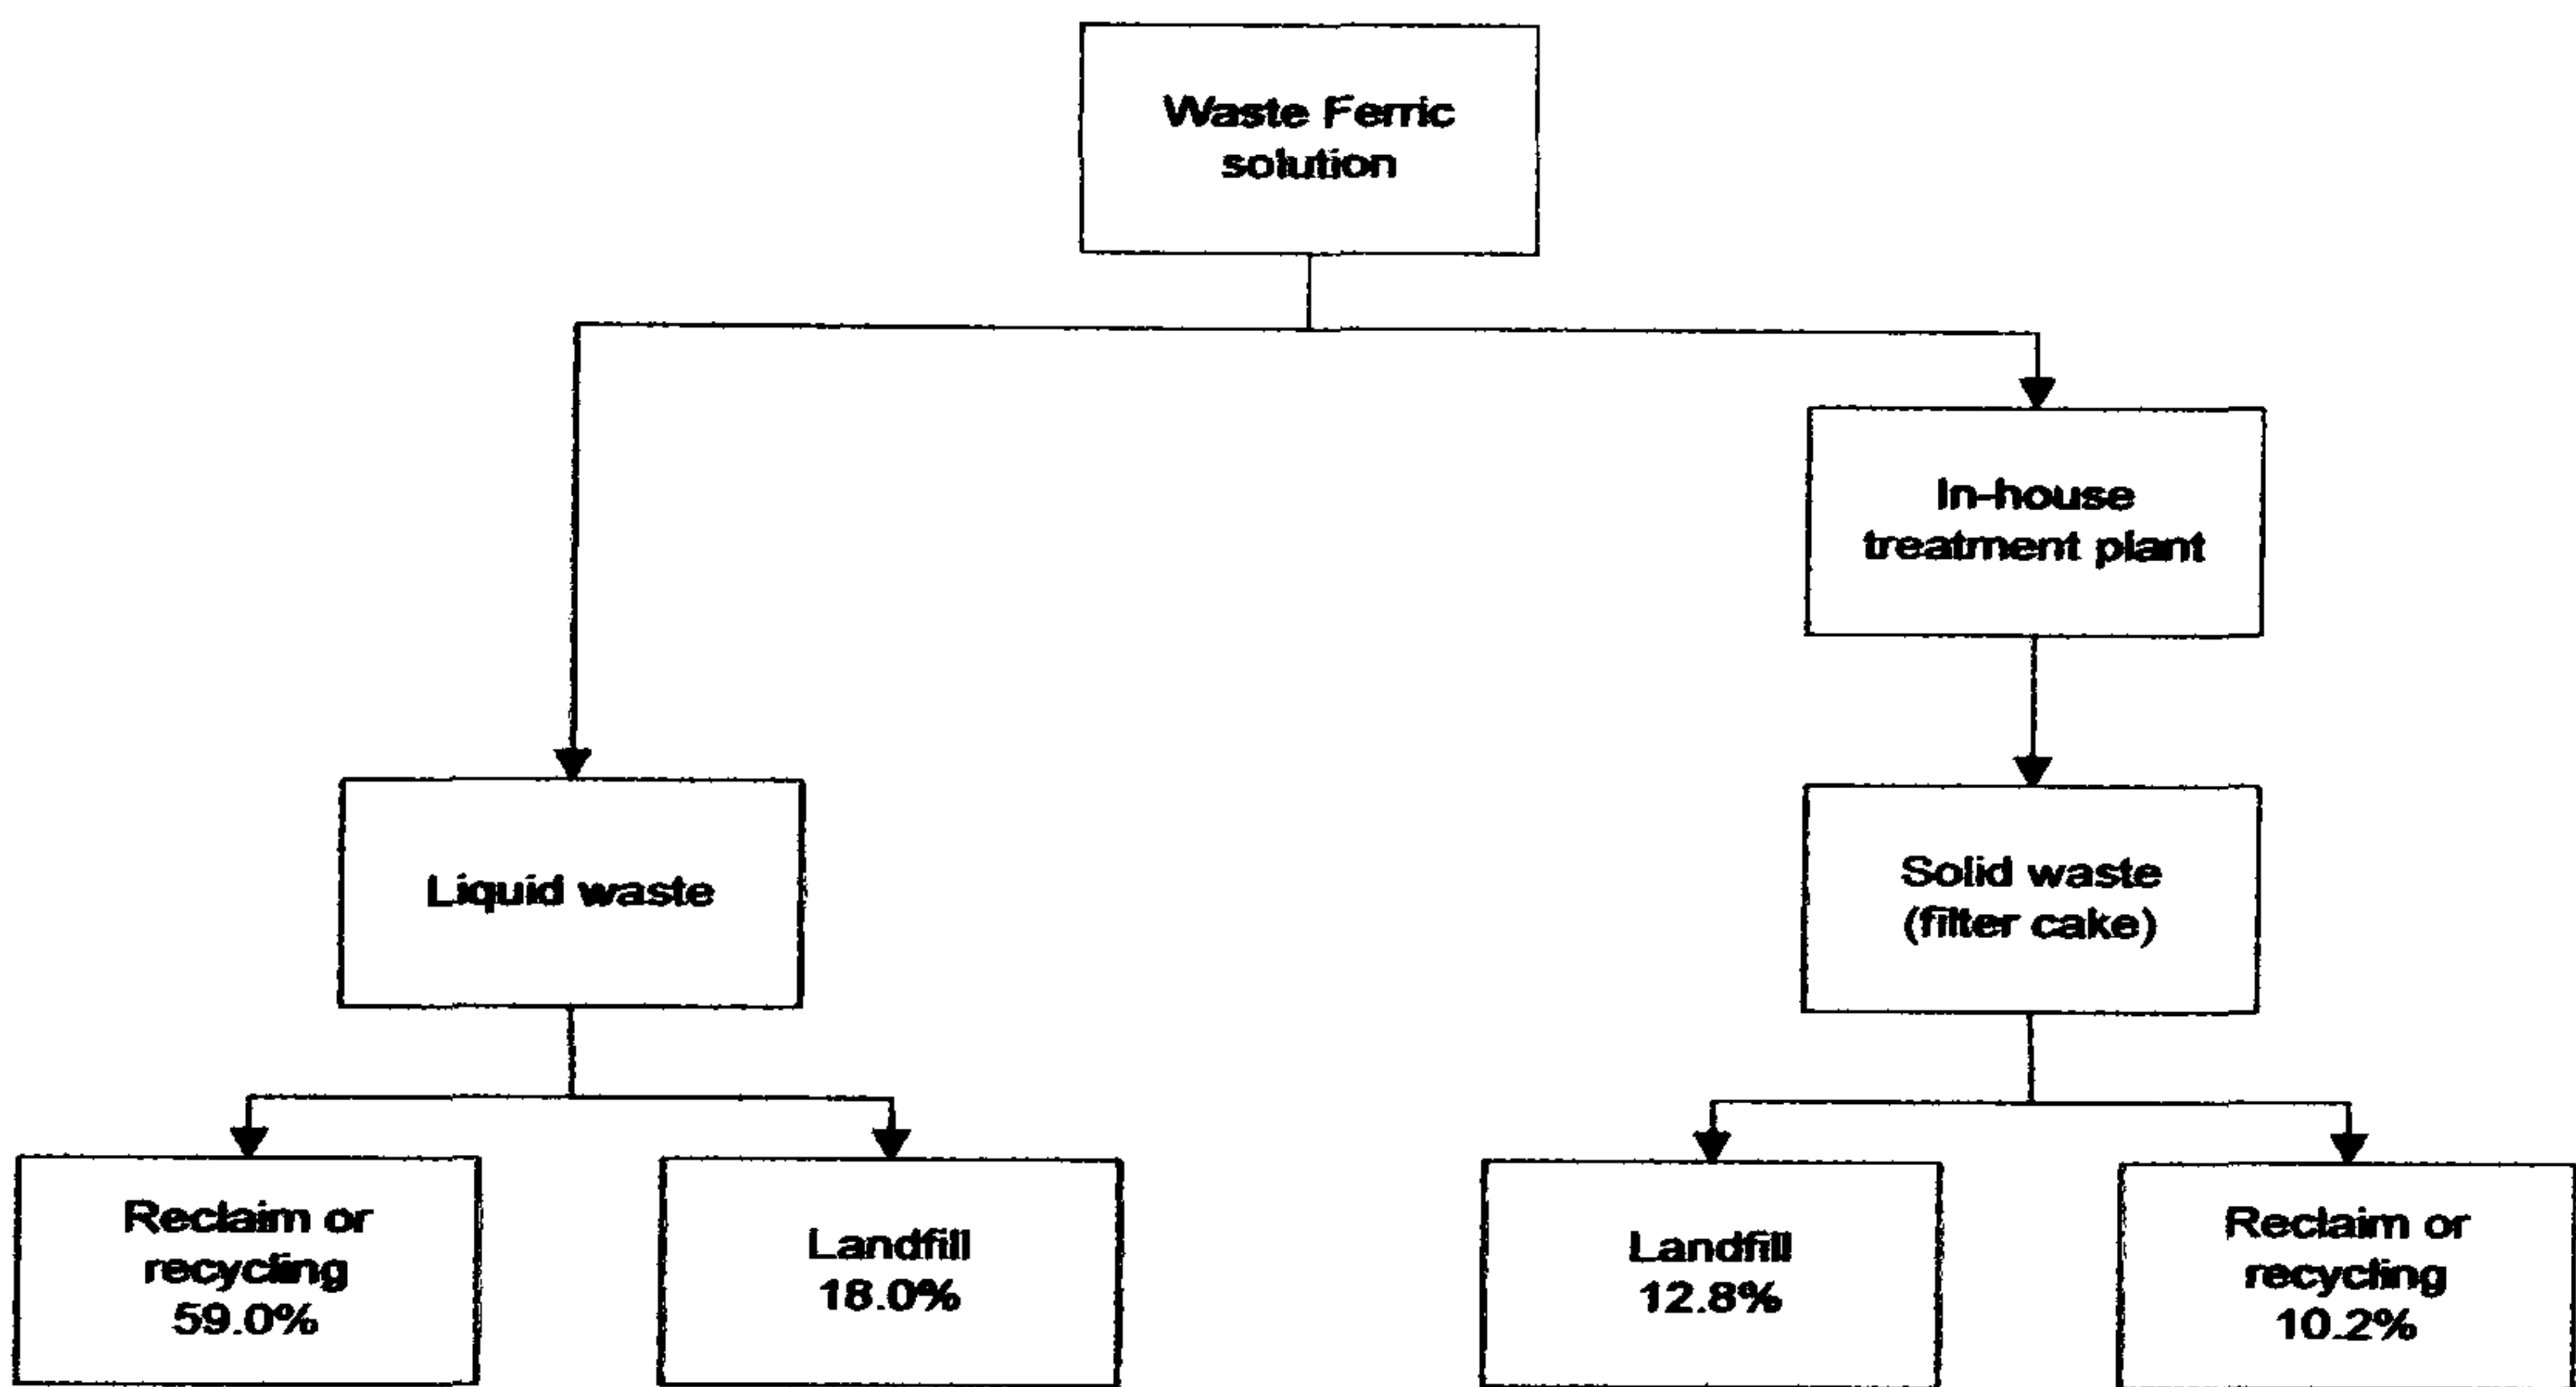 Waste Ferric
solution
In-house
treatment plant
Liquid waste
Solid waste
(filter cake)
Reclaim or
recycling
59.0%
Landfill
18.0%
Landfill
12.8%
Reclaim or
recycling
10.2%